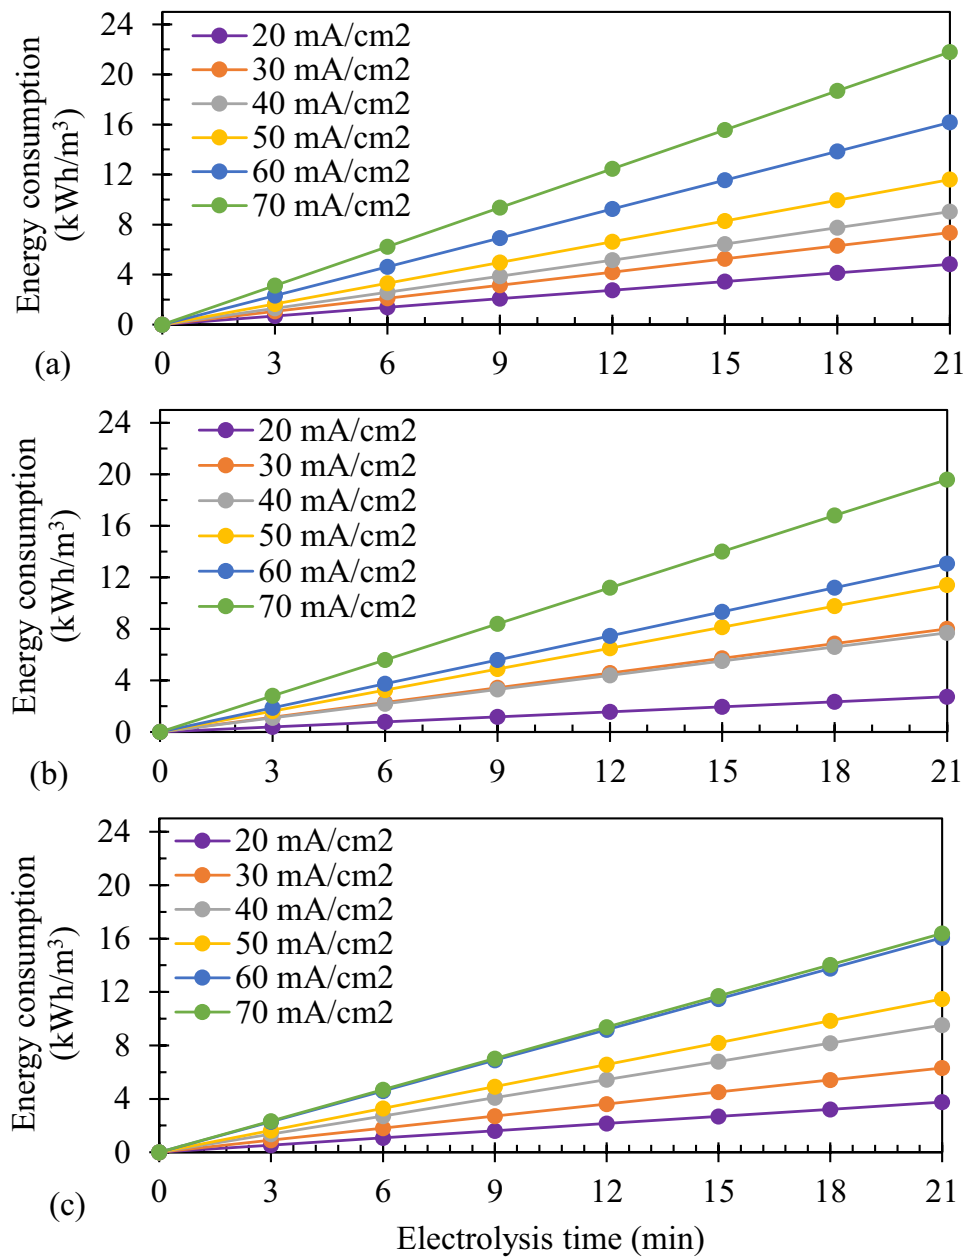 24
20
16
12
8
4
0
Energy consumption
(kWh/m³)
20 mA/cm2
30 mA/cm2
40 mA/cm2
50 mA/cm2
60 mA/cm2
70 mA/cm2
0 3 6 9 12 15 18 21
(a)
24
20
16
12
8
4
0
Energy consumption
(kWh/m³)
20 mA/cm2
30 mA/cm2
40 mA/cm2
50 mA/cm2
60 mA/cm2
70 mA/cm2
0 3 6 9 12 15 18 21
(b)
24
20
16
12
8
4
0
Energy consumption
(kWh/m³)
20 mA/cm2
30 mA/cm2
40 mA/cm2
50 mA/cm2
60 mA/cm2
70 mA/cm2
0 3 6 9 12 15 18 21
(c)
Electrolysis time (min)